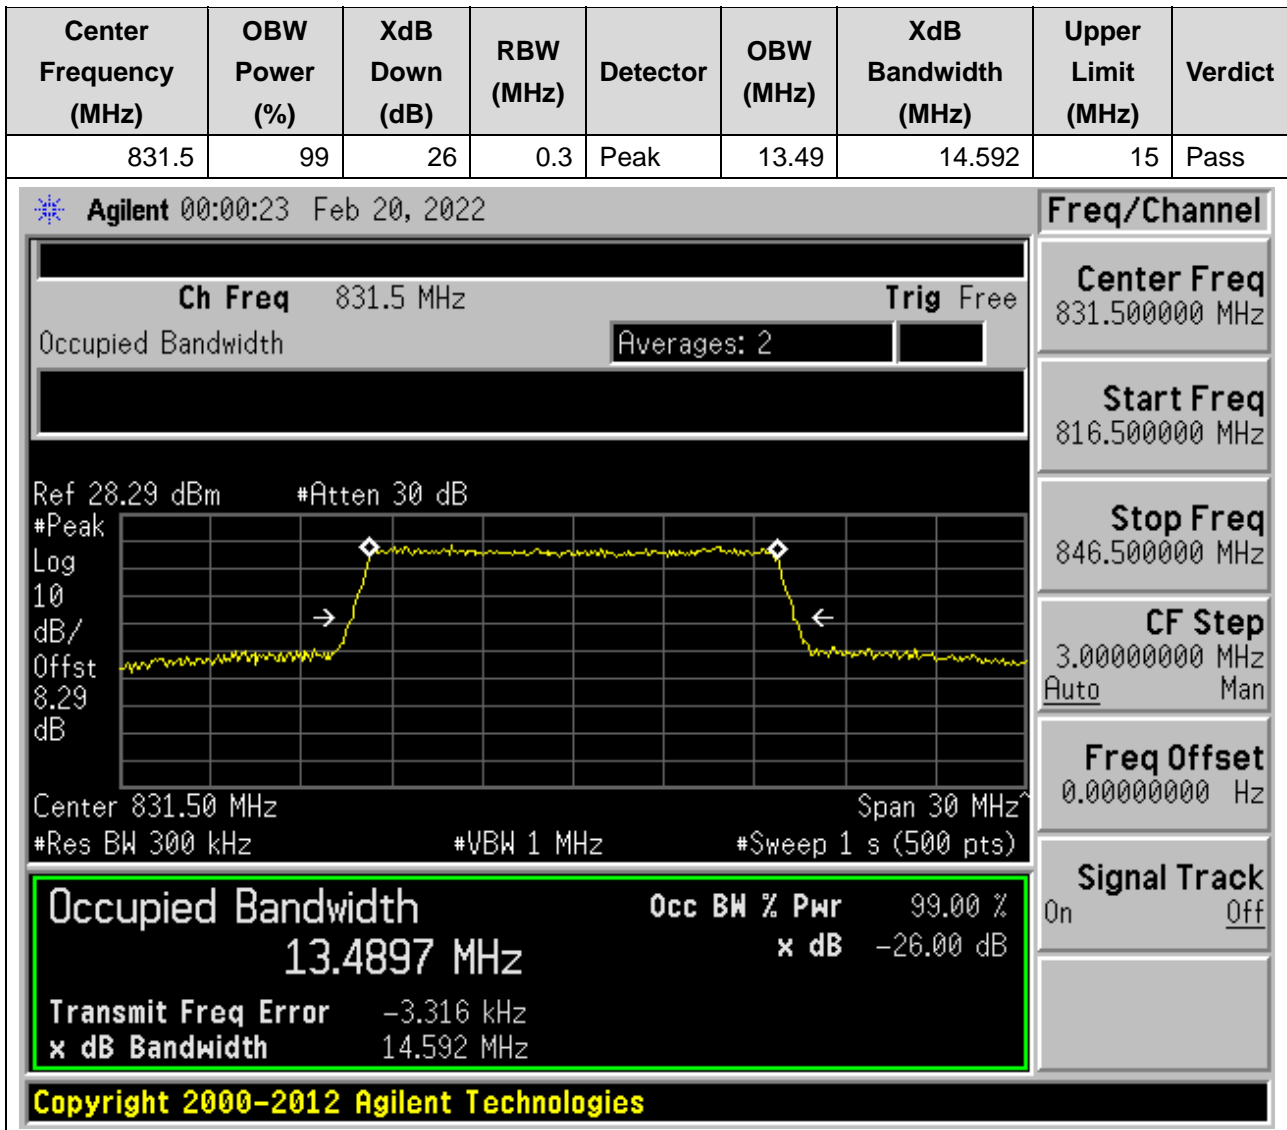 Center Frequency (MHz) OBW Power (%) XdB Down (dB) RBW (MHz) Detector OBW (MHz) XdB Bandwidth (MHz) Upper Limit (MHz) Verdict
831.5 99 26 0.3 Peak 13.49 14.592 15 Pass
Agilent 00:00:23 Feb 20, 2022
Freq/Channel
Ch Freq 831.5 MHz Trig Free
Occupied Bandwidth Averages: 2
Center Freq
831.500000 MHz
Start Freq
816.500000 MHz
Stop Freq
846.500000 MHz
CF Step
3.00000000 MHz
Auto Man
Freq Offset
0.00000000 Hz
Signal Track
On Off
Ref 28.29 dBm #Atten 30 dB
#Peak
Log
10
dB/
Offst
8.29
dB
Center 831.50 MHz Span 30 MHz^
#Res BW 300 kHz #VBW 1 MHz #Sweep 1 s (500 pts)
Occupied Bandwidth Occ BW % Pwr 99.00 %
13.4897 MHz x dB -26.00 dB
Transmit Freq Error -3.316 kHz
x dB Bandwidth 14.592 MHz
Copyright 2000-2012 Agilent Technologies